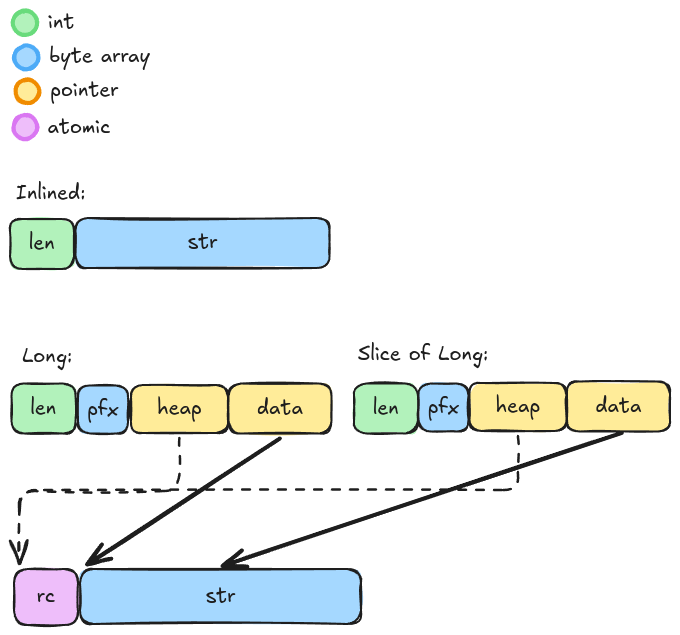 int
byte array
pointer
atomic
Inlined:
len str
Long:
Slice of Long:
len pfx heap data
len pfx heap data
rc str